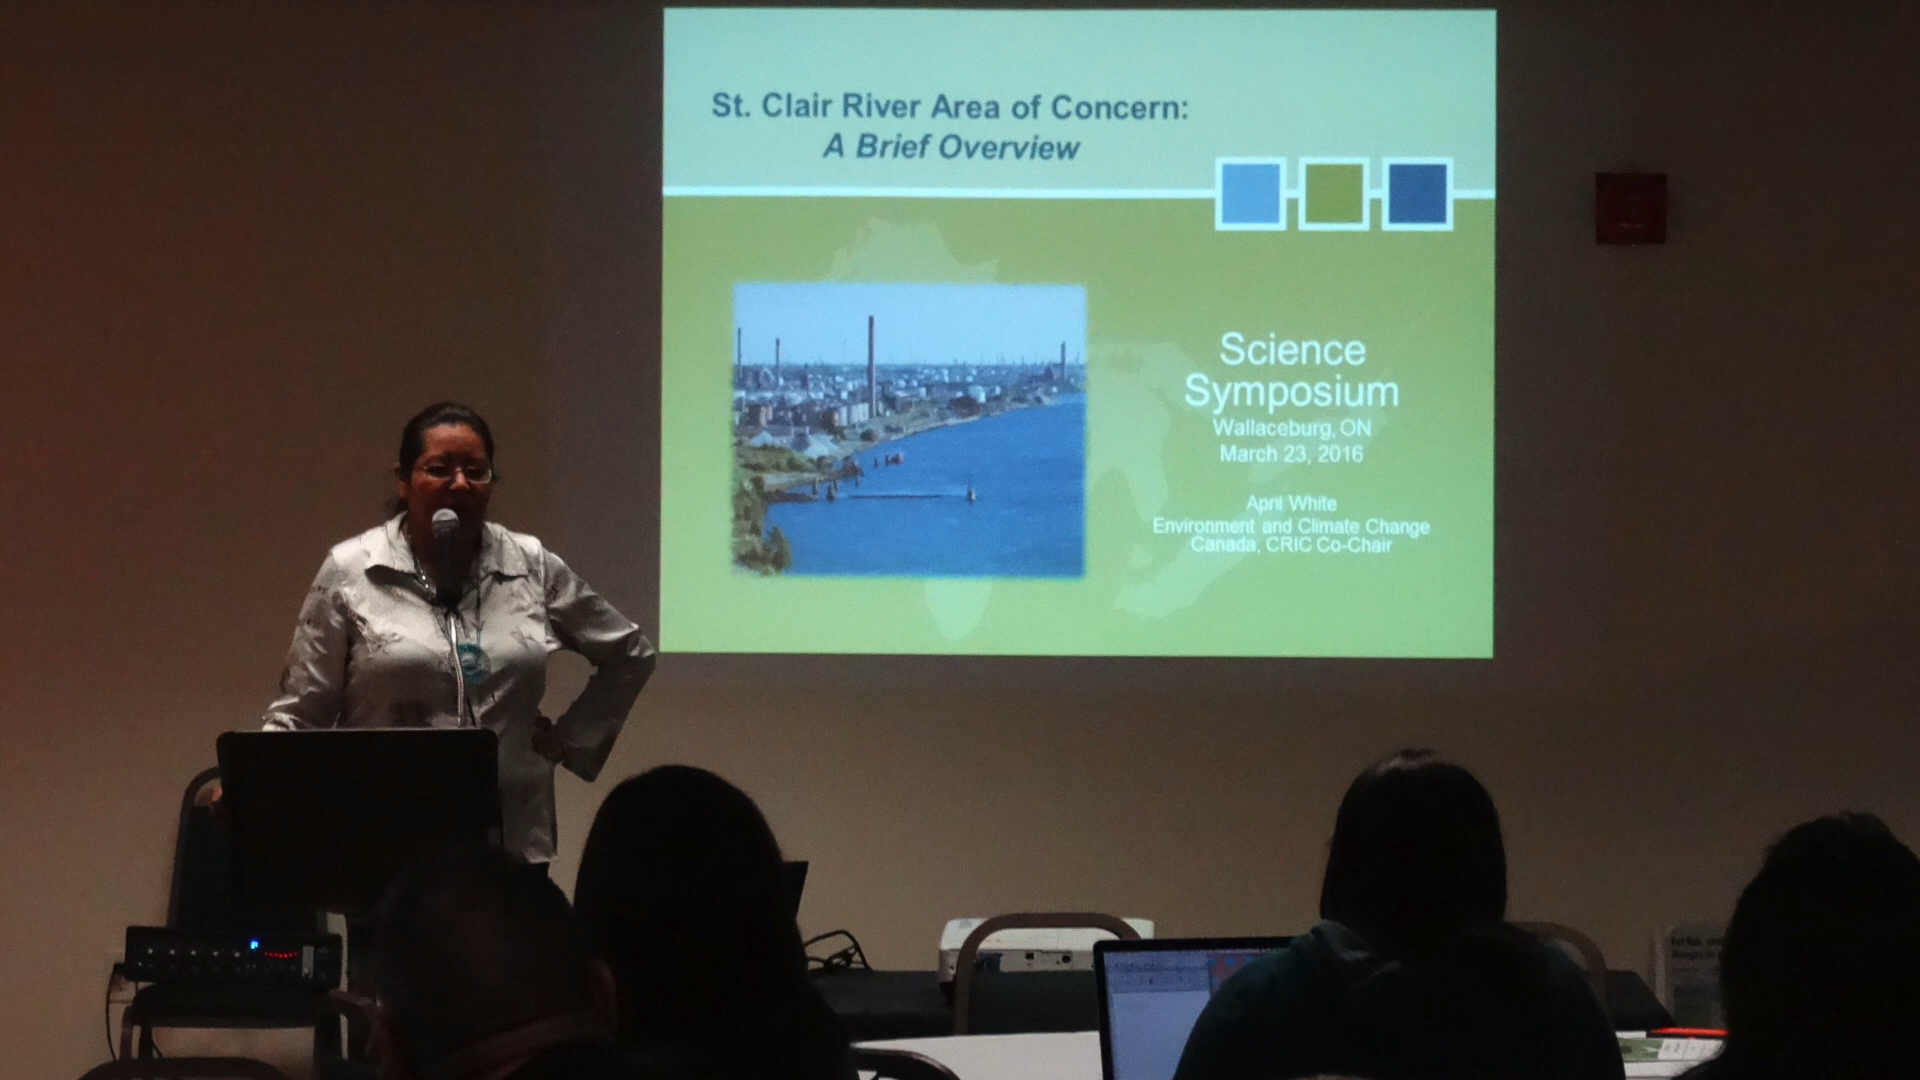 St. Clair River Area of Concern:
A Brief Overview
Science
Symposium
Wallaceburg, ON
March 23, 2016
April White
Environment and Climate Change
Canada, CRIC Co-Chair